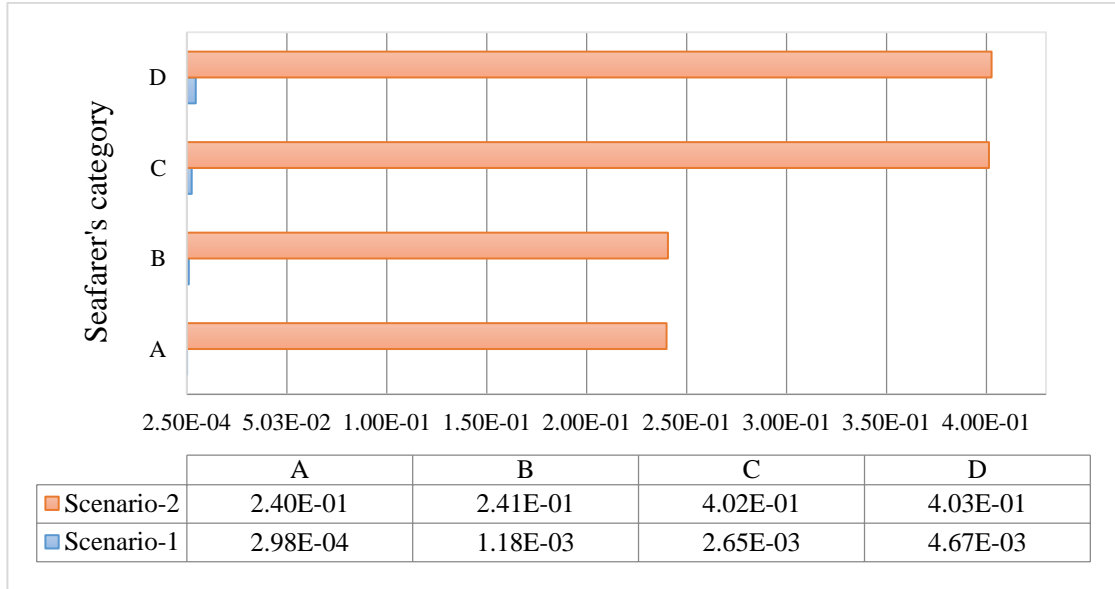 Seafarer's category
D
C
B
A
2.50E-04 5.03E-02 1.00E-01 1.50E-01 2.00E-01 2.50E-01 3.00E-01 3.50E-01 4.00E-01
A B C D
Scenario-2 2.40E-01 2.41E-01 4.02E-01 4.03E-01
Scenario-1 2.98E-04 1.18E-03 2.65E-03 4.67E-03